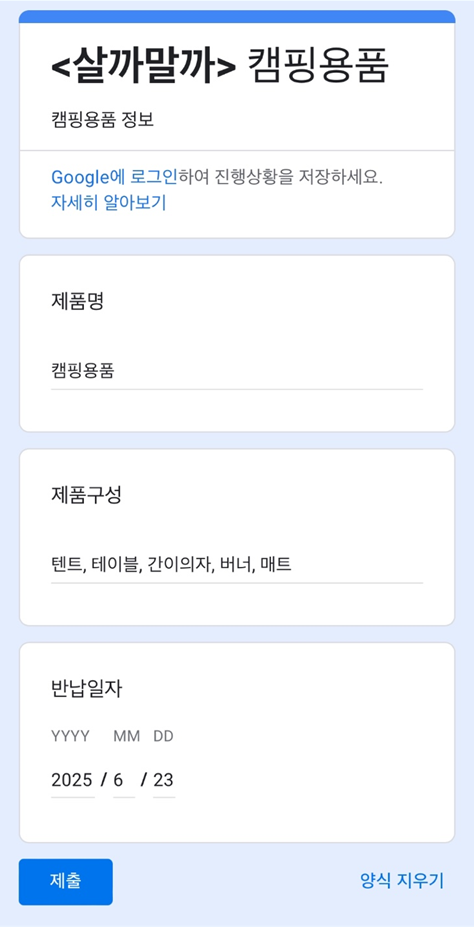 <살까말까> 캠핑용품
캠핑용품 정보
Google에 로그인하여 진행상황을 저장하세요.
자세히 알아보기
제품명
캠핑용품
제품구성
텐트, 테이블, 간이의자, 버너, 매트
반납일자
YYYY MM DD
2025 / 6 / 23
제출 양식 지우기